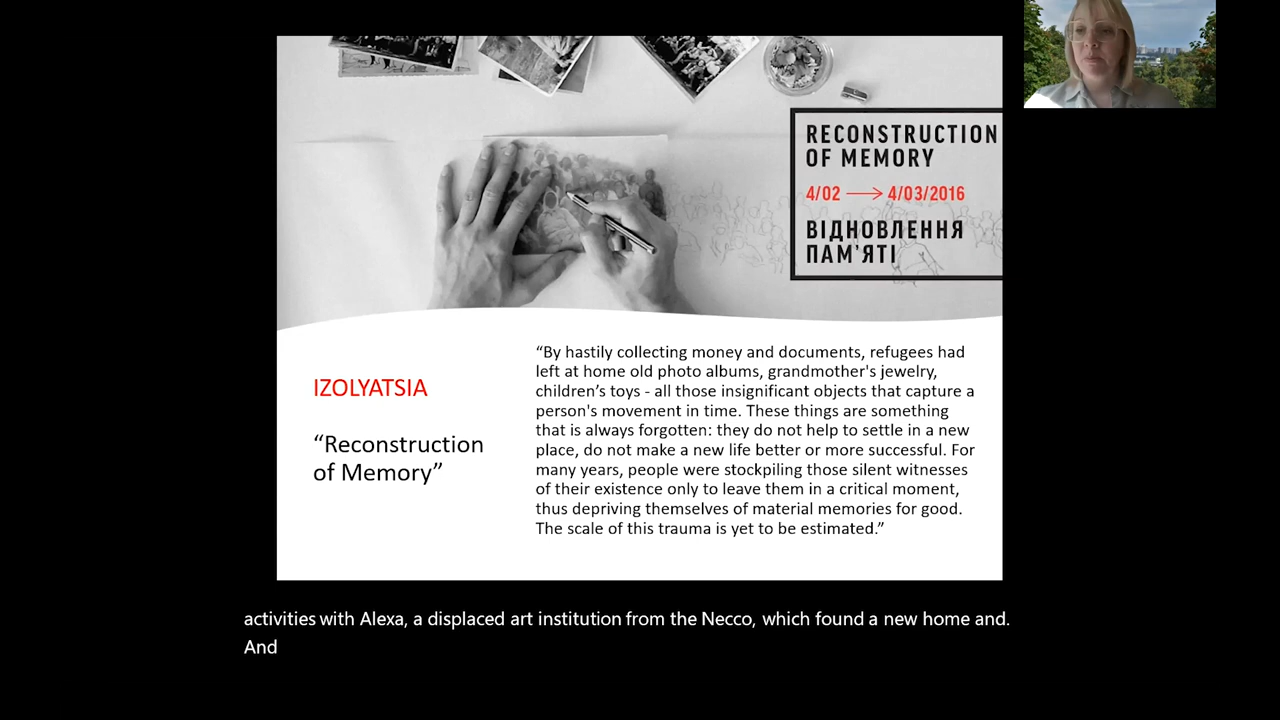 RECONSTRUCTION
OF MEMORY
4/02 → 4/03/2016
ВІДНОВЛЕННЯ
ПАМ’ЯТІ
IZOLYATSIA
“Reconstruction
of Memory”
“By hastily collecting money and documents, refugees had
left at home old photo albums, grandmother's jewelry,
children’s toys - all those insignificant objects that capture a
person's movement in time. These things are something
that is always forgotten: they do not help to settle in a new
place, do not make a new life better or more successful. For
many years, people were stockpiling those silent witnesses
of their existence only to leave them in a critical moment,
thus depriving themselves of material memories for good.
The scale of this trauma is yet to be estimated.”
activities with Alexa, a displaced art institution from the Necco, which found a new home and.
And